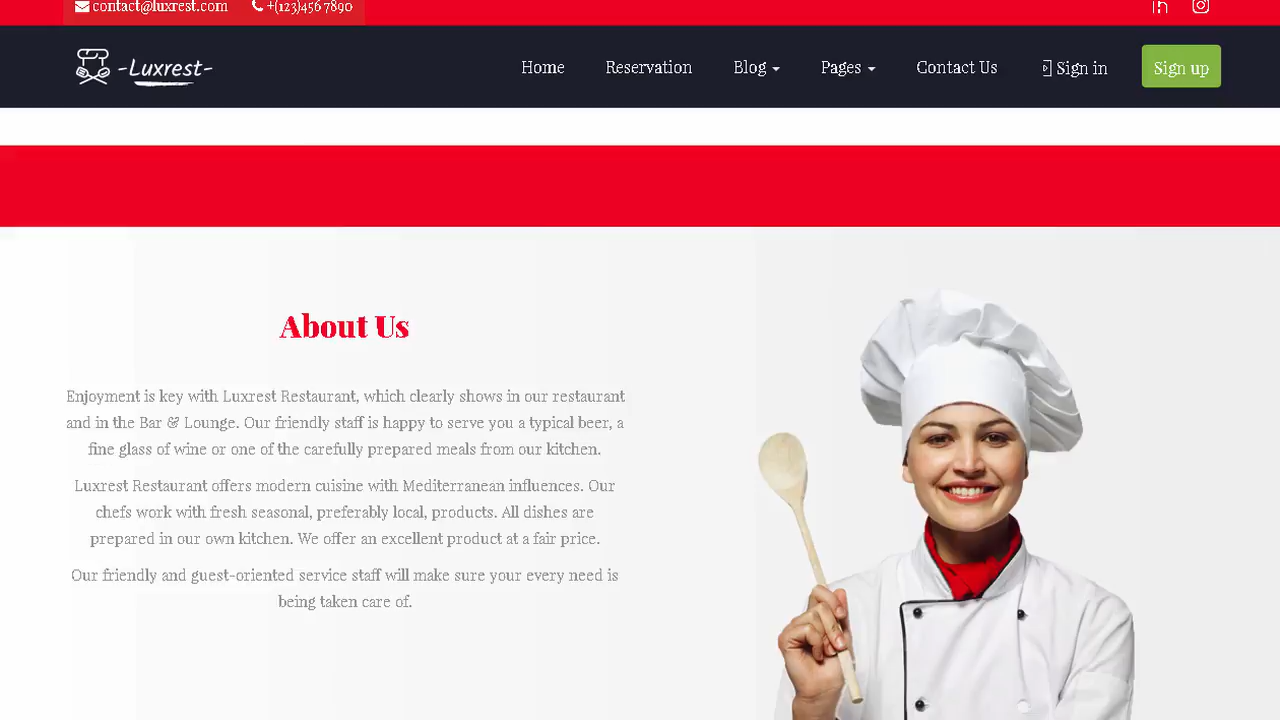 contact@luxrest.com +(123)456 7890
-Luxrest- Home Reservation Blog Pages Contact Us Sign in Sign up
About Us
Enjoyment is key with Luxrest Restaurant, which clearly shows in our restaurant
and in the Bar & Lounge. Our friendly staff is happy to serve you a typical beer, a
fine glass of wine or one of the carefully prepared meals from our kitchen.
Luxrest Restaurant offers modern cuisine with Mediterranean influences. Our
chefs work with fresh seasonal, preferably local, products. All dishes are
prepared in our own kitchen. We offer an excellent product at a fair price.
Our friendly and guest-oriented service staff will make sure your every need is
being taken care of.